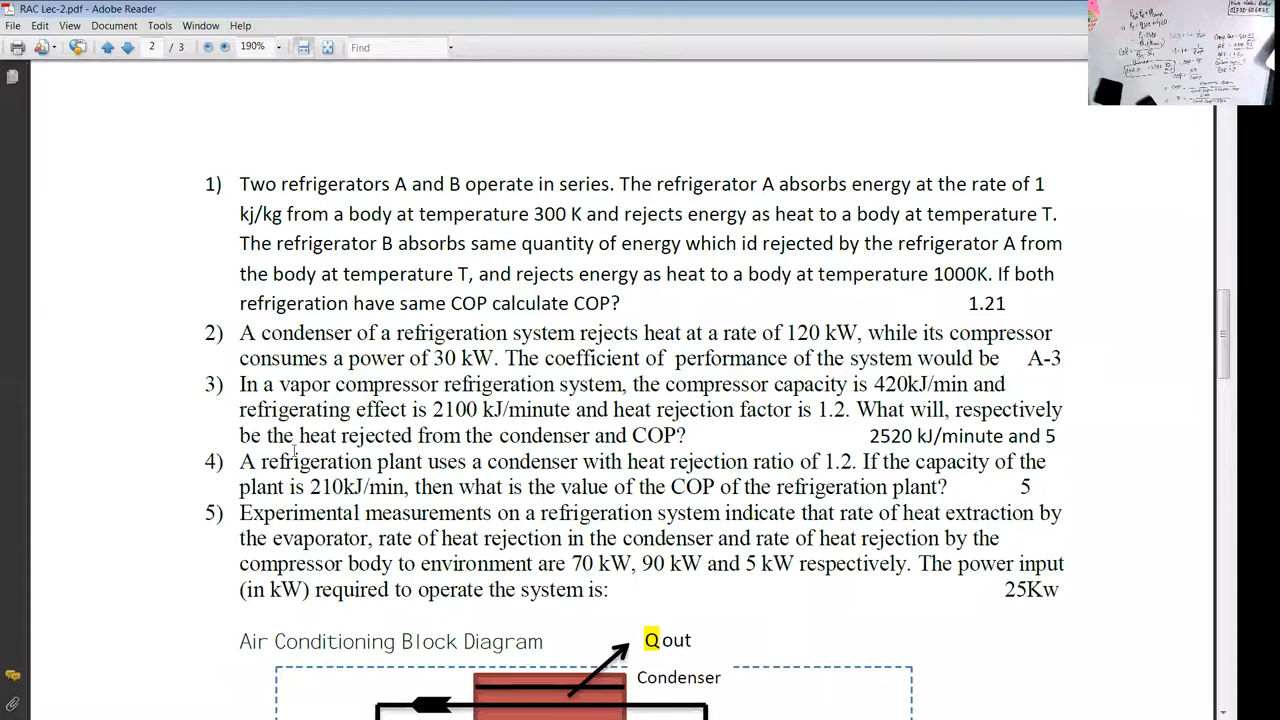 RAC Lec-2.pdf - Adobe Reader
File Edit View Document Tools Window Help
2 / 3 190% Find
1) Two refrigerators A and B operate in series. The refrigerator A absorbs energy at the rate of 1
kj/kg from a body at temperature 300 K and rejects energy as heat to a body at temperature T.
The refrigerator B absorbs same quantity of energy which id rejected by the refrigerator A from
the body at temperature T, and rejects energy as heat to a body at temperature 1000K. If both
refrigeration have same COP calculate COP? 1.21
2) A condenser of a refrigeration system rejects heat at a rate of 120 kW, while its compressor
consumes a power of 30 kW. The coefficient of performance of the system would be A-3
3) In a vapor compressor refrigeration system, the compressor capacity is 420kJ/min and
refrigerating effect is 2100 kJ/minute and heat rejection factor is 1.2. What will, respectively
be the heat rejected from the condenser and COP? 2520 kJ/minute and 5
4) A refrigeration plant uses a condenser with heat rejection ratio of 1.2. If the capacity of the
plant is 210kJ/min, then what is the value of the COP of the refrigeration plant? 5
5) Experimental measurements on a refrigeration system indicate that rate of heat extraction by
the evaporator, rate of heat rejection in the condenser and rate of heat rejection by the
compressor body to environment are 70 kW, 90 kW and 5 kW respectively. The power input
(in kW) required to operate the system is: 25Kw
Air Conditioning Block Diagram
Q out
Condenser